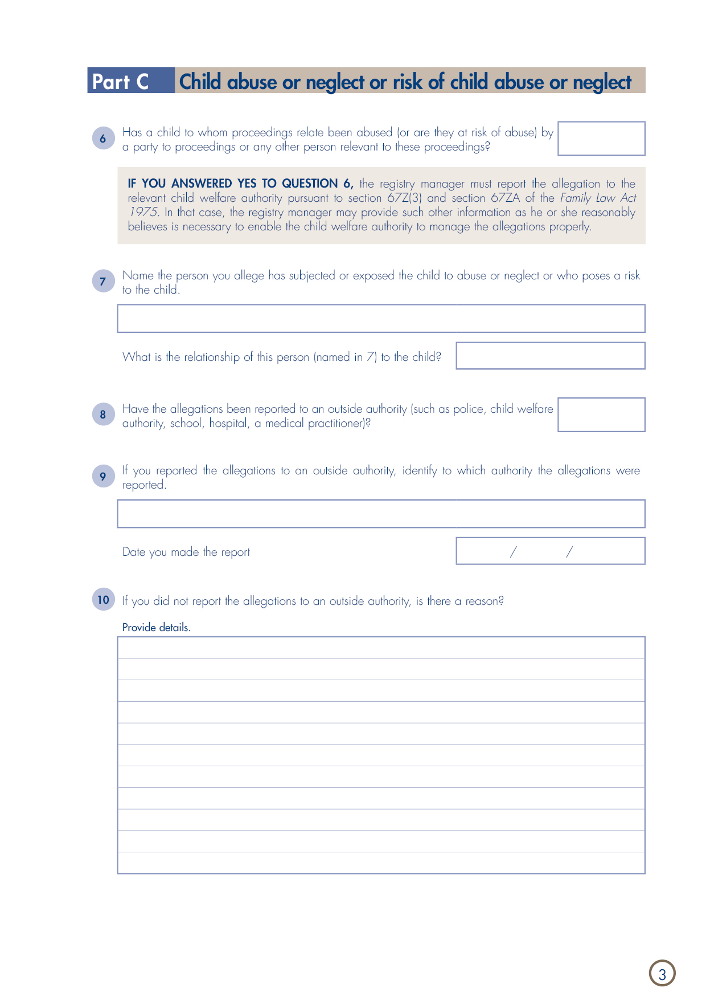 Part C Child abuse or neglect or risk of child abuse or neglect
6 Has a child to whom proceedings relate been abused (or are they at risk of abuse) by
a party to proceedings or any other person relevant to these proceedings?
IF YOU ANSWERED YES TO QUESTION 6, the registry manager must report the allegation to the
relevant child welfare authority pursuant to section 67Z(3) and section 67ZA of the Family Law Act
1975. In that case, the registry manager may provide such other information as he or she reasonably
believes is necessary to enable the child welfare authority to manage the allegations properly.
7 Name the person you allege has subjected or exposed the child to abuse or neglect or who poses a risk
to the child.
What is the relationship of this person (named in 7) to the child?
8 Have the allegations been reported to an outside authority (such as police, child welfare
authority, school, hospital, a medical practitioner)?
9 If you reported the allegations to an outside authority, identify to which authority the allegations were
reported.
Date you made the report / /
10 If you did not report the allegations to an outside authority, is there a reason?
Provide details.
3